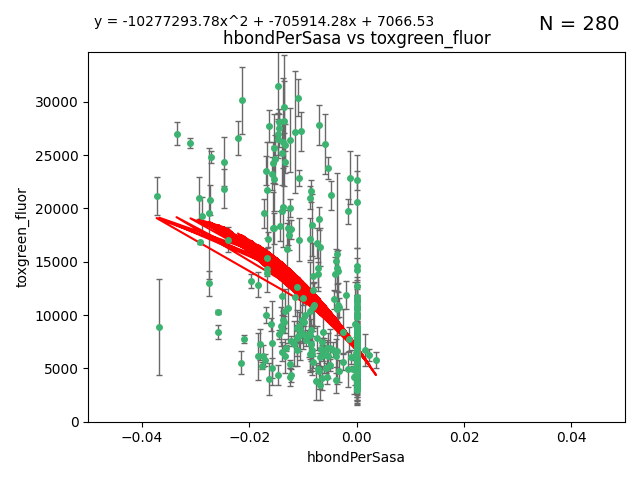 y = -10277293.78x^2 + -705914.28x + 7066.53
N = 280
hbondPerSasa vs toxgreen_fluor
toxgreen_fluor
30000
25000
20000
15000
10000
5000
0
−0.04
−0.02
0.00
0.02
0.04
hbondPerSasa